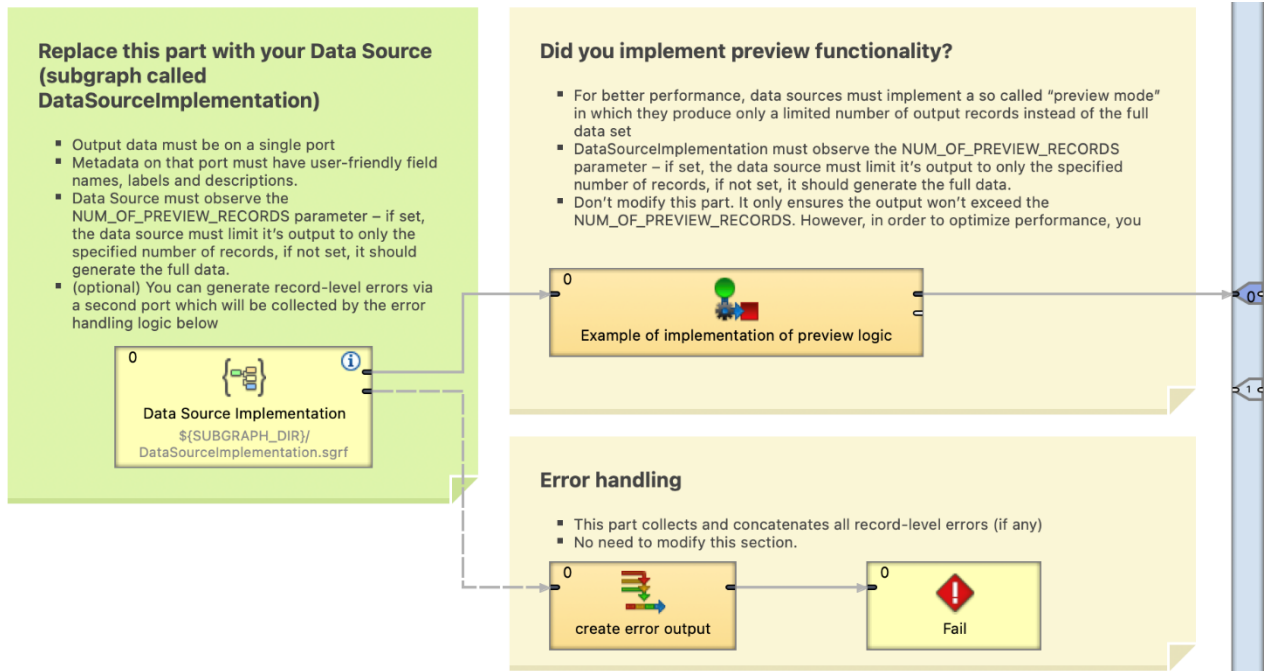 Replace this part with your Data Source
(subgraph called
DataSourceImplementation)
Output data must be on a single port
Metadata on that port must have user-friendly field
names, labels and descriptions.
Data Source must observe the
NUM_OF_PREVIEW_RECORDS parameter – if set,
the data source must limit it's output to only the
specified number of records, if not set, it should
generate the full data.
(optional) You can generate record-level errors via
a second port which will be collected by the error
handling logic below
0
Data Source Implementation
${SUBGRAPH_DIR}/
DataSourceImplementation.sgrf
Did you implement preview functionality?
For better performance, data sources must implement a so called “preview mode”
in which they produce only a limited number of output records instead of the full
data set
DataSourceImplementation must observe the NUM_OF_PREVIEW_RECORDS
parameter – if set, the data source must limit it's output to only the specified
number of records, if not set, it should generate the full data.
Don't modify this part. It only ensures the output won't exceed the
NUM_OF_PREVIEW_RECORDS. However, in order to optimize performance, you
0
Example of implementation of preview logic
0
1
Error handling
This part collects and concatenates all record-level errors (if any)
No need to modify this section.
0
create error output
0
Fail